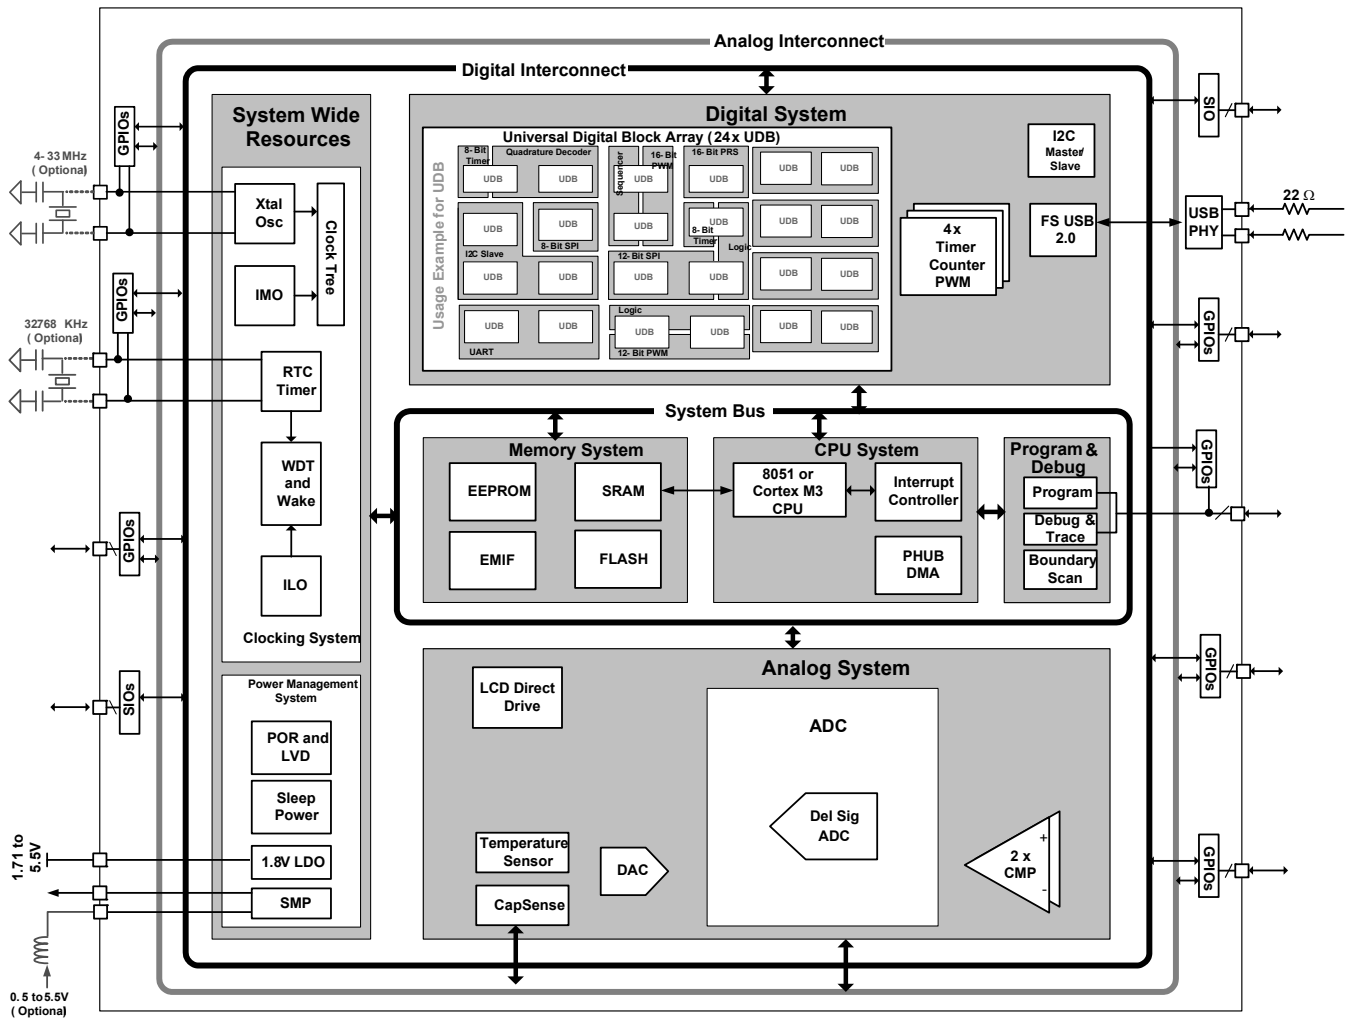 Analog Interconnect
Digital Interconnect
System Wide
Resources
Digital System
Universal Digital Block Array (24x UDB)
Usage Example for UDB
8- Bit
Timer
Quadrature Decoder
Sequencer
16- Bit
PWM
16- Bit PRS
UDB
UDB
UDB
UDB
UDB
UDB
UDB
UDB
UDB
UDB
UDB
UDB
I2C Slave
8- Bit SPI
8- Bit
Timer
Logic
12- Bit SPI
UDB
UDB
UDB
UDB
UDB
UDB
Logic
UDB
UDB
UDB
UDB
UDB
UDB
UART
12- Bit PWM
I2C
Master/
Slave
4x
Timer
Counter
PWM
FS USB
2.0
USB
PHY
22 Ω
SIO
GPIOs
GPIOs
GPIOs
GPIOs
GPIOs
4- 33 MHz
( Optional)
GPIOs
Xtal
Osc
Clock Tree
IMO
32768 KHz
( Optional)
RTC
Timer
WDT
and
Wake
ILO
Clocking System
GPIOs
SIOs
Power Management
System
POR and
LVD
Sleep
Power
1.8V LDO
SMP
1.71 to
5.5V
0. 5 to 5.5V
( Optional)
System Bus
Memory System
EEPROM
SRAM
EMIF
FLASH
CPU System
8051 or
Cortex M3
CPU
Interrupt
Controller
PHUB
DMA
Program &
Debug
Program
Debug &
Trace
Boundary
Scan
Analog System
LCD Direct
Drive
ADC
Del Sig
ADC
Temperature
Sensor
CapSense
DAC
+
2 x
CMP
-